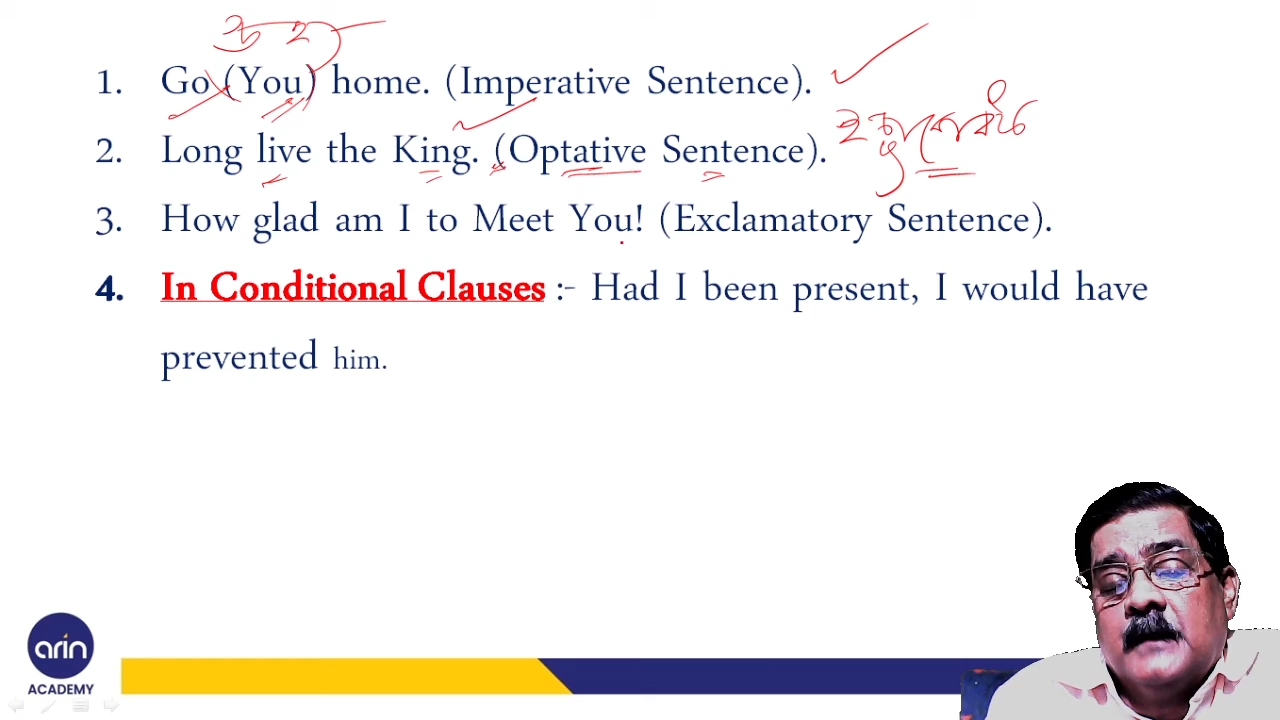 1. Go (You) home. (Imperative Sentence).
2. Long live the King. (Optative Sentence).
3. How glad am I to Meet You! (Exclamatory Sentence).
4. In Conditional Clauses :- Had I been present, I would have
prevented him.
arin
ACADEMY